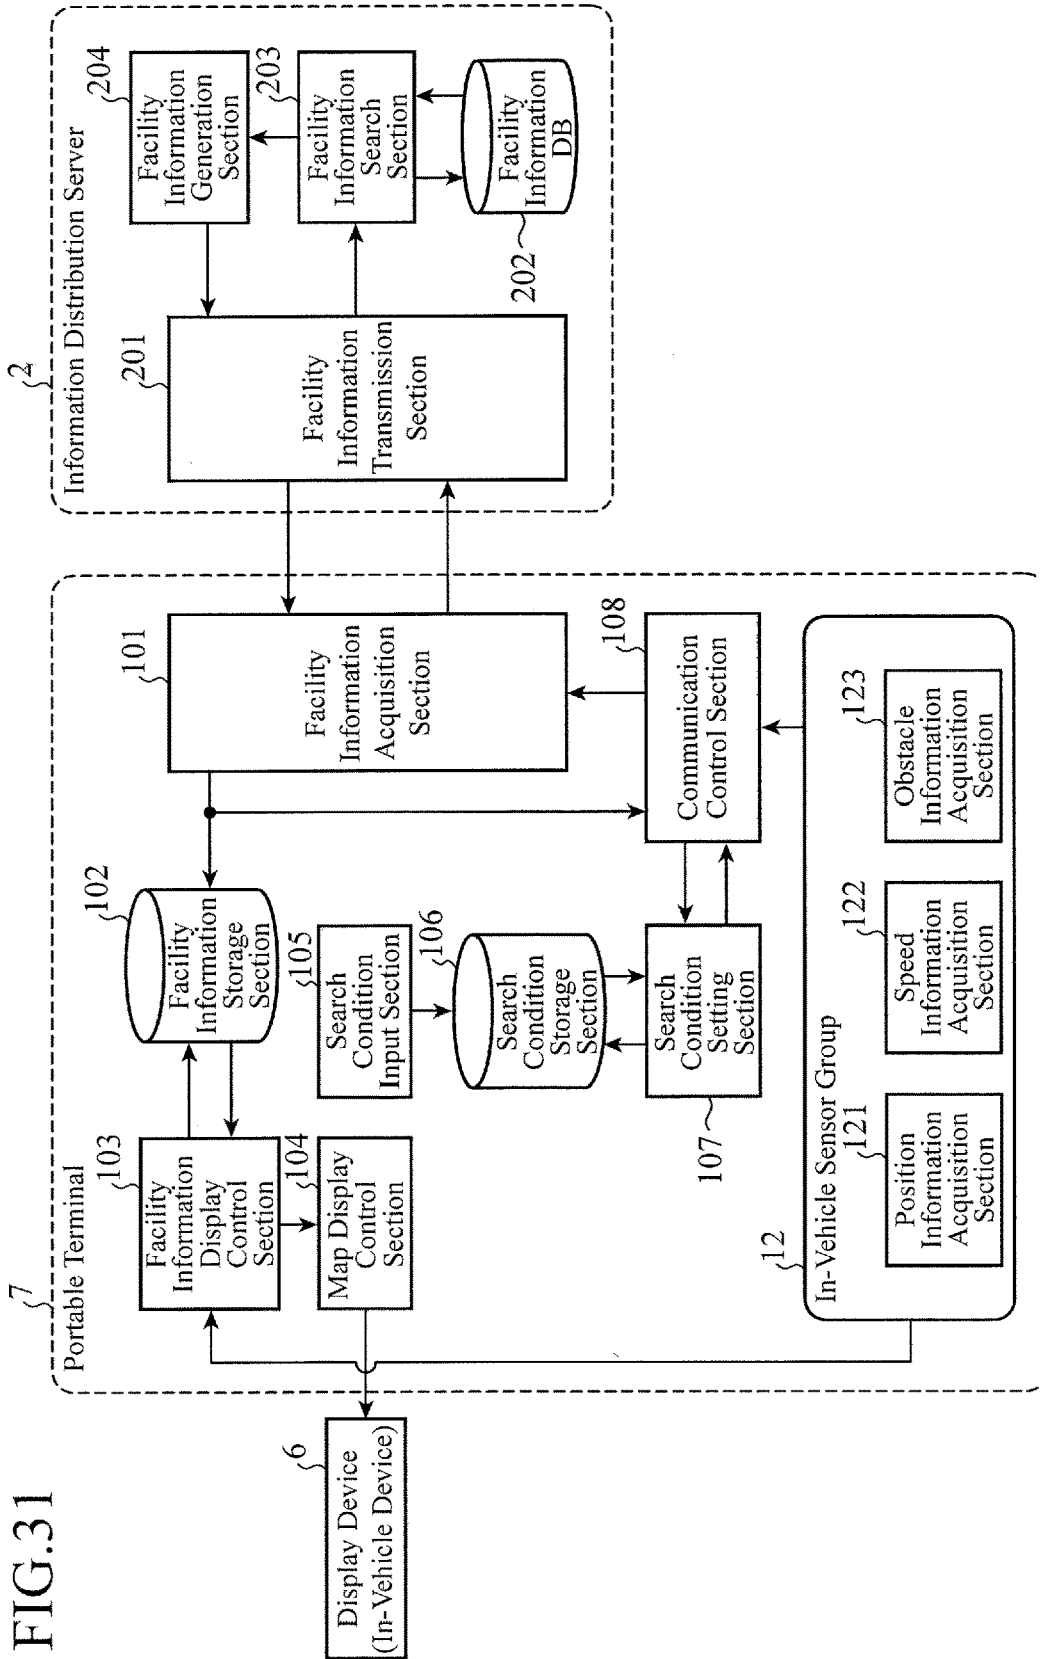 FIG.31
7
Portable Terminal
2
Information Distribution Server
6
Display Device
(In-Vehicle Device)
103
Facility
Information
Display
Control
Section
104
Map Display
Control
Section
102
Facility
Information
Storage
Section
105
Search
Condition
Input Section
106
Search
Condition
Storage
Section
Search
Condition
Setting
Section
107
101
Facility
Information
Acquisition
Section
108
Communication
Control Section
12
In-Vehicle Sensor Group
121
Position
Information
Acquisition
Section
122
Speed
Information
Acquisition
Section
123
Obstacle
Information
Acquisition
Section
201
Facility
Information
Transmission
Section
204
Facility
Information
Generation
Section
203
Facility
Information
Search
Section
Facility
Information
DB
202